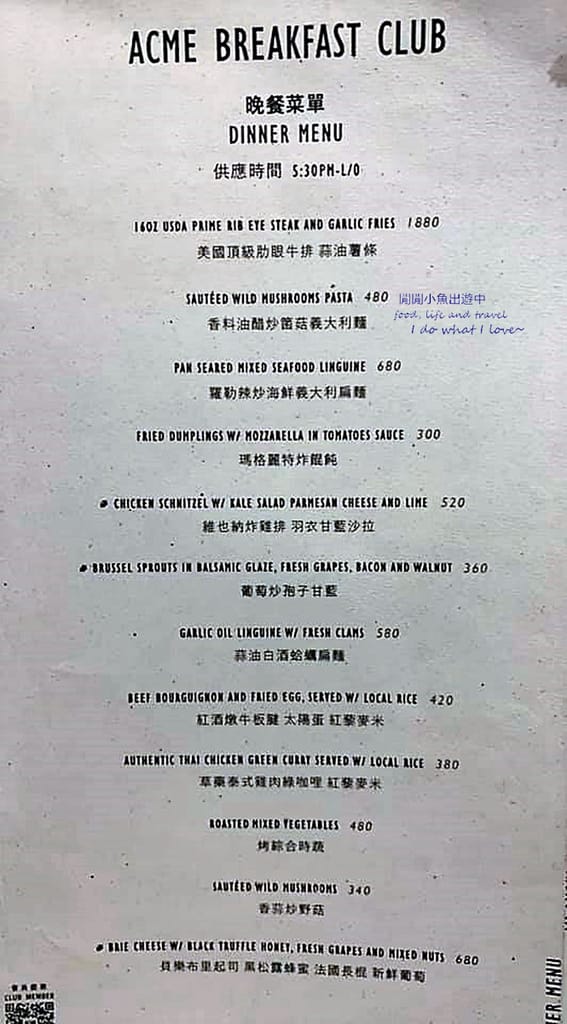 ACME BREAKFAST CLUB
晚餐菜單
DINNER MENU
供應時間 5:30PM-L/O
16OZ USDA PRIME RIB EYE STEAK AND GARLIC FRIES 1880
美國頂級肋眼牛排 蒜油薯條
SAUTÉED WILD MUSHROOMS PASTA 480
香料油醋炒菌菇義大利麵
閒閒小魚出遊中
food, life and travel
I do what I love~
PAN SEARED MIXED SEAFOOD LINGUINE 680
羅勒辣炒海鮮義大利扁麵
FRIED DUMPLINGS W/ MOZZARELLA IN TOMATOES SAUCE 300
瑪格麗特炸餛飩
CHICKEN SCHNITZEL W/ KALE SALAD PARMESAN CHEESE AND LIME 520
維也納炸雞排 羽衣甘藍沙拉
BRUSSEL SPROUTS IN BALSAMIC GLAZE, FRESH GRAPES, BACON AND WALNUT 360
葡萄炒孢子甘藍
GARLIC OIL LINGUINE W/ FRESH CLAMS 580
蒜油白酒蛤蠣扁麵
BEEF BOURGUIGNON AND FRIED EGG, SERVED W/ LOCAL RICE 420
紅酒燉牛板腱 太陽蛋 紅藜麥米
AUTHENTIC THAI CHICKEN GREEN CURRY SERVED W/ LOCAL RICE 380
草藥泰式雞肉綠咖哩 紅藜麥米
ROASTED MIXED VEGETABLES 480
烤綜合時蔬
SAUTÉED WILD MUSHROOMS 340
香蒜炒野菇
BRIE CHEESE W/ BLACK TRUFFLE HONEY, FRESH GRAPES AND MIXED NUTS 680
貝樂布里起司 黑松露蜂蜜 法國長棍 新鮮葡萄
CLUB MEMBER
ER MENU